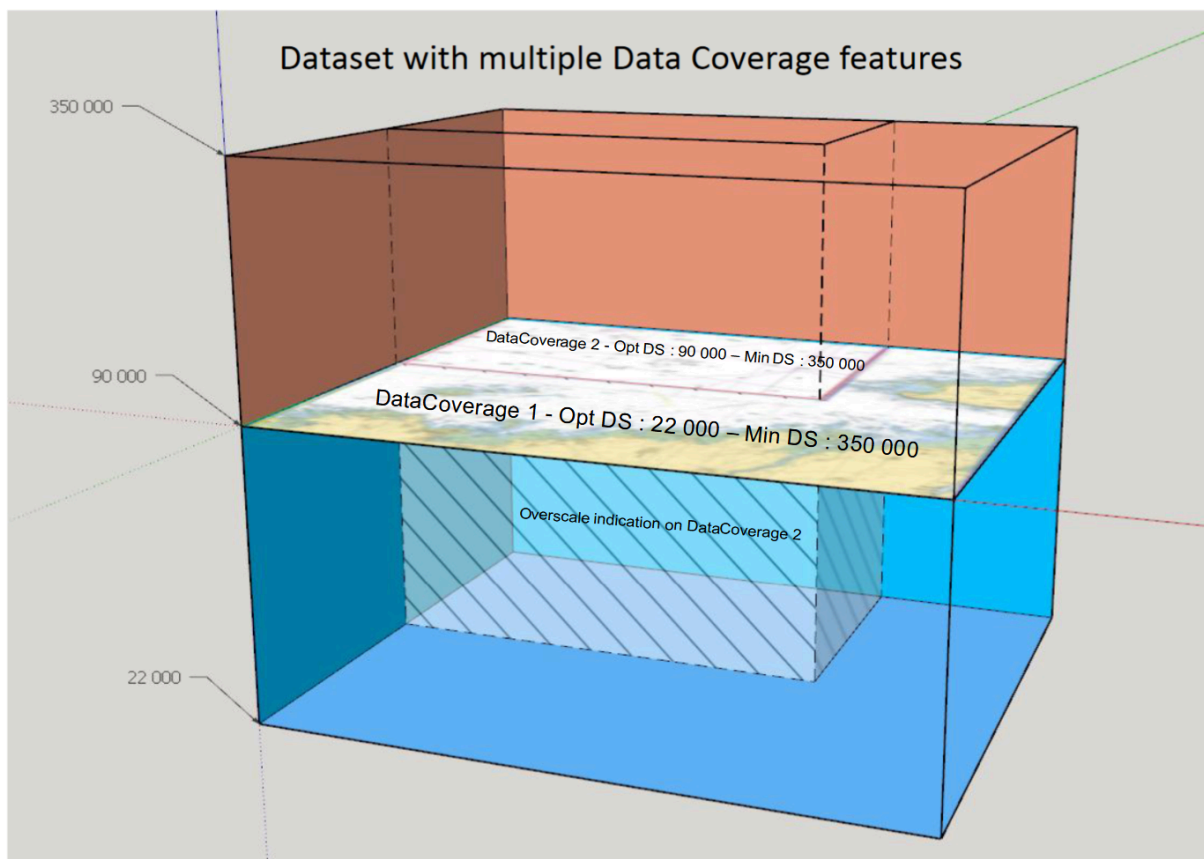 Dataset with multiple Data Coverage features
350 000
DataCoverage 2 - Opt DS : 90 000 – Min DS : 350 000
90 000
DataCoverage 1 - Opt DS : 22 000 – Min DS : 350 000
Overscale indication on DataCoverage 2
22 000